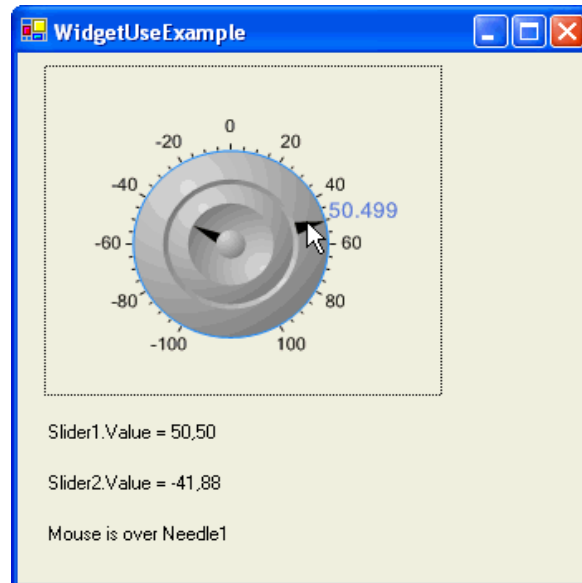 WidgetUseExample
0
-20 20
-40 40
50.499
-60 60
-80 80
-100 100
Slider1.Value = 50,50
Slider2.Value = -41,88
Mouse is over Needle1